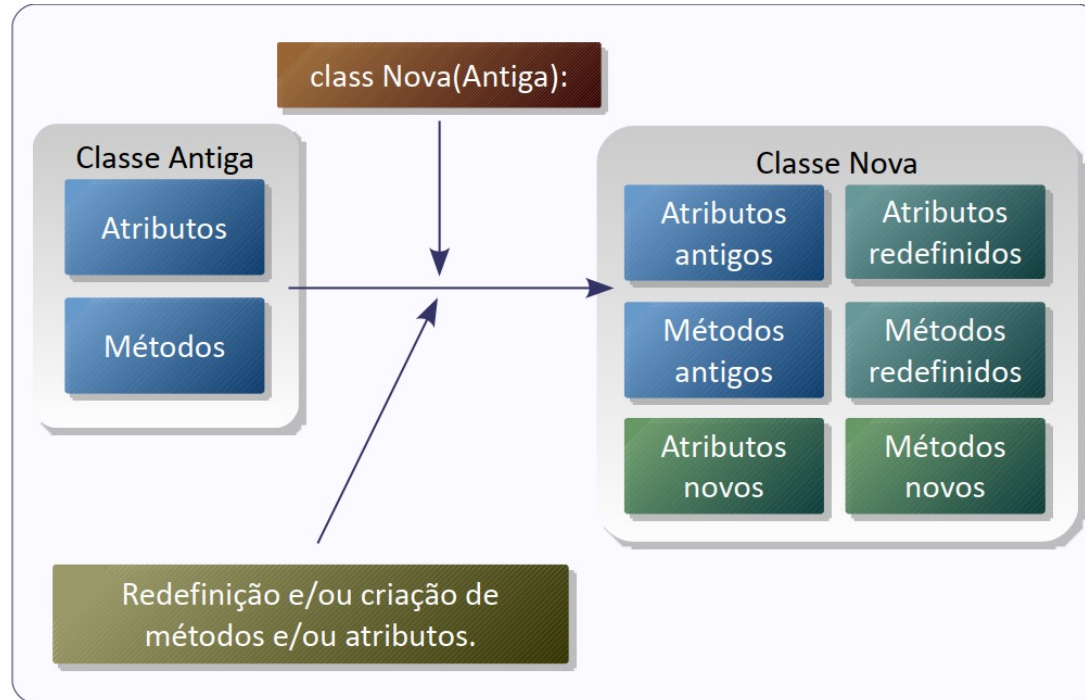 class Nova(Antiga):
Classe Antiga
Atributos
Métodos
Classe Nova
Atributos
antigos
Atributos
redefinidos
Métodos
antigos
Métodos
redefinidos
Atributos
novos
Métodos
novos
Redefinição e/ou criação de
métodos e/ou atributos.